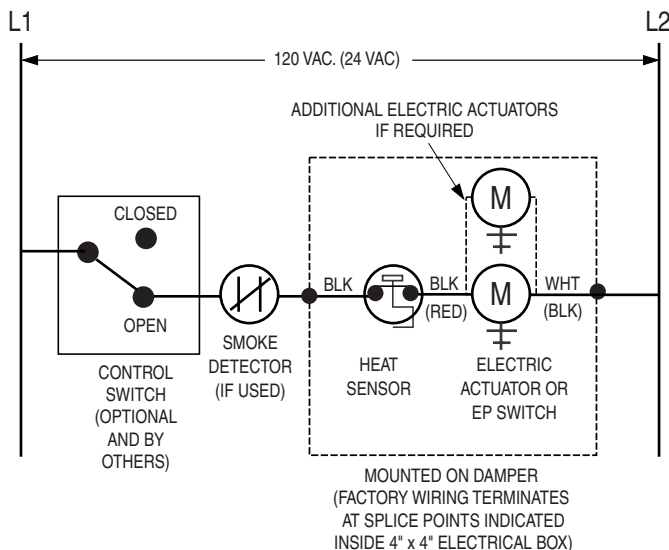 L1
L2
120 VAC. (24 VAC)
ADDITIONAL ELECTRIC ACTUATORS
IF REQUIRED
M
CLOSED
OPEN
BLK
BLK
(RED)
M
WHT
(BLK)
SMOKE
DETECTOR
(IF USED)
HEAT
SENSOR
ELECTRIC
ACTUATOR OR
EP SWITCH
CONTROL
SWITCH
(OPTIONAL
AND BY
OTHERS)
MOUNTED ON DAMPER
(FACTORY WIRING TERMINATES
AT SPLICE POINTS INDICATED
INSIDE 4" x 4" ELECTRICAL BOX)